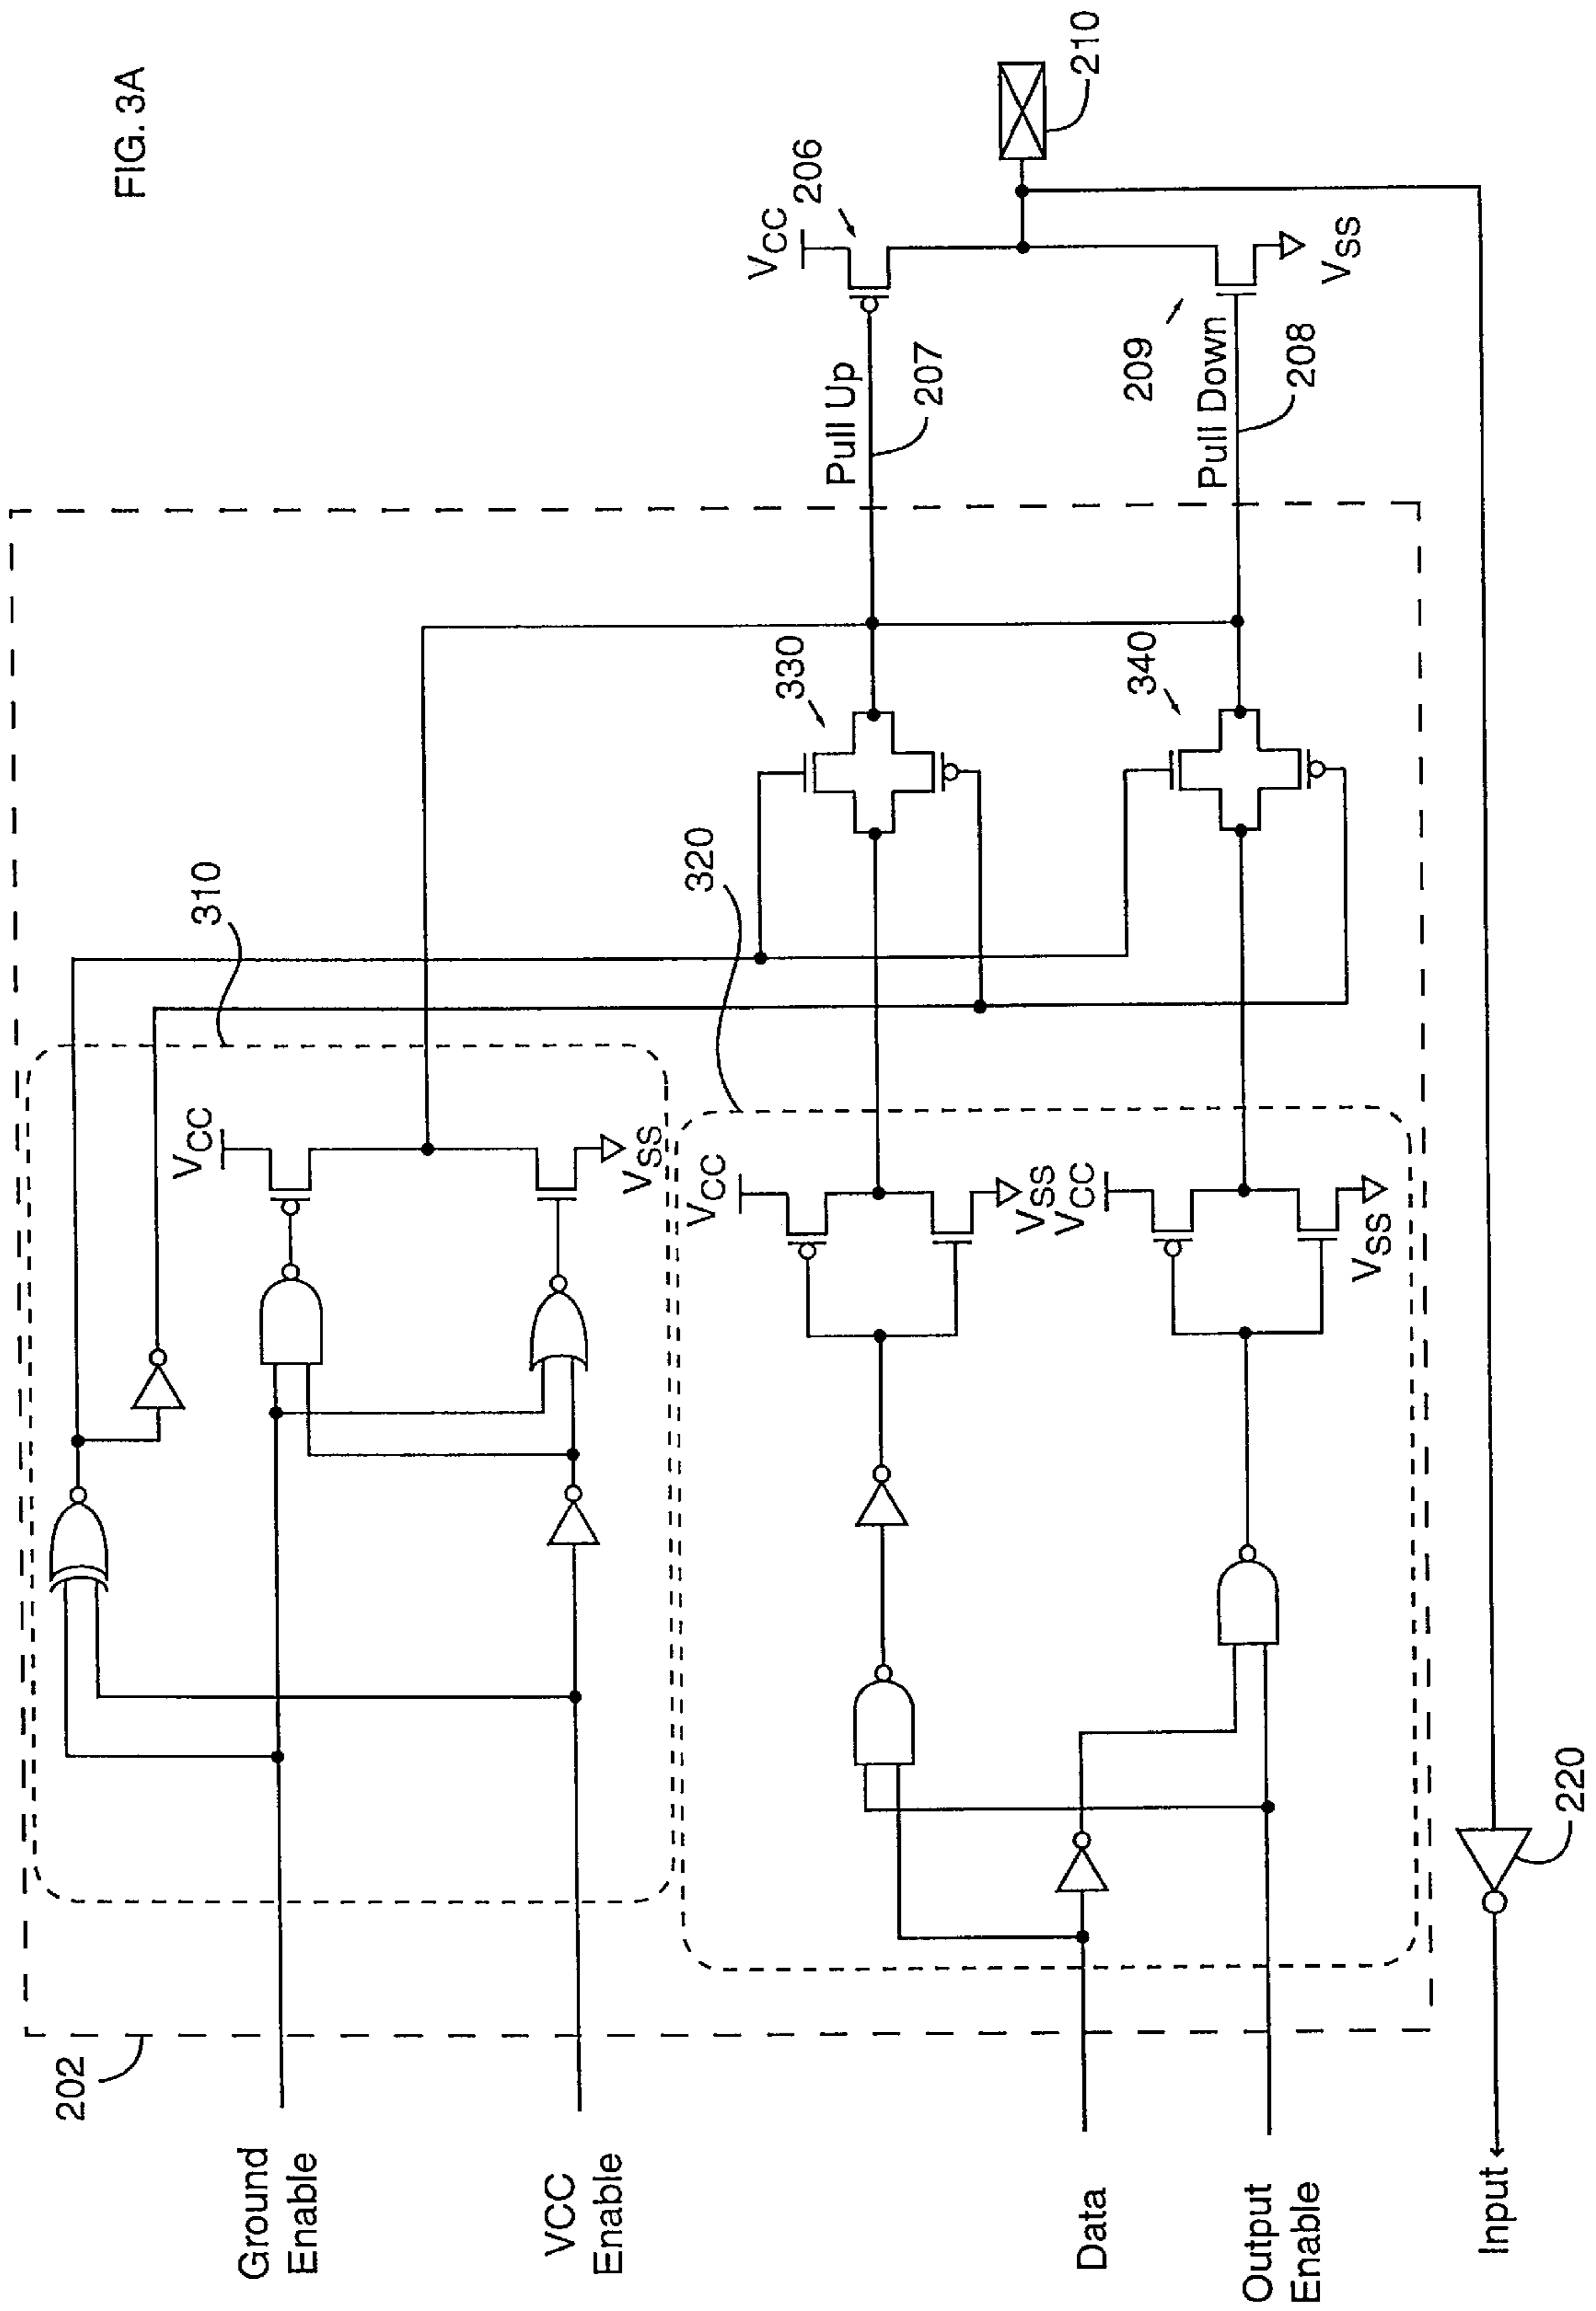 FIG. 3A
202
Ground
Enable
VCC
Enable
310
VCC
VSS
320
VCC
VSS
VCC
VSS
330
340
Pull Up
207
Pull Down
208
VCC
206
209
VSS
210
Data
Output
Enable
Input
220